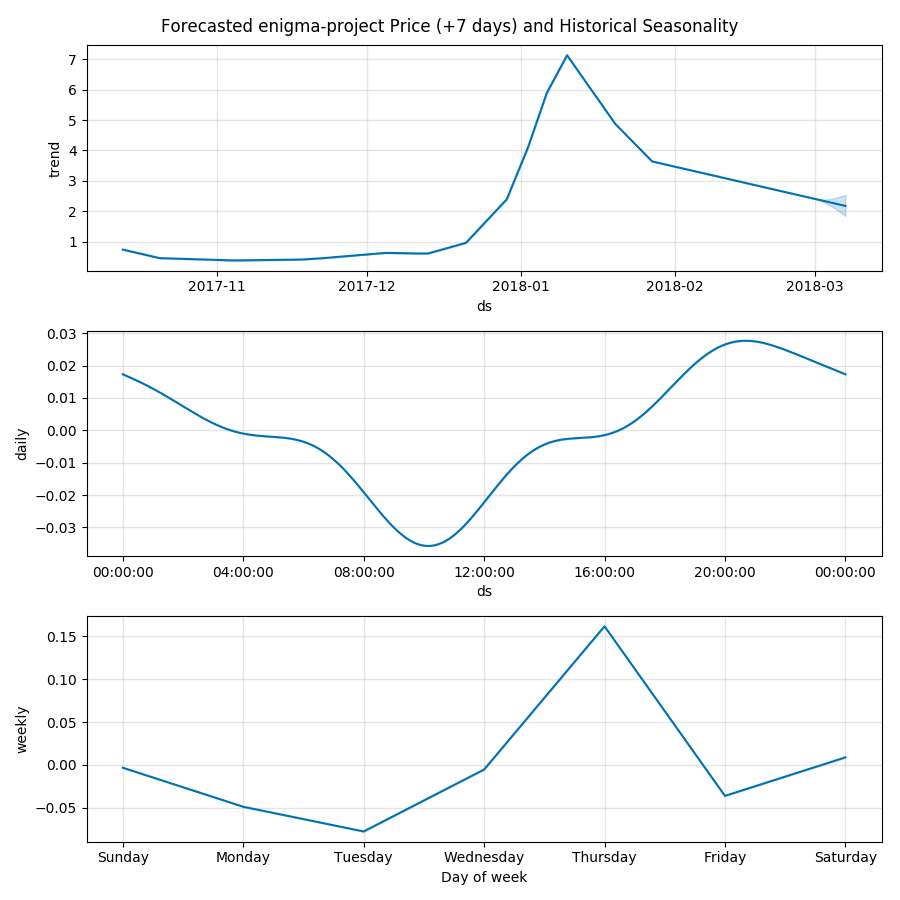 Forecasted enigma-project Price (+7 days) and Historical Seasonality
7
6
5
4
3
2
1
trend
2017-11 2017-12 2018-01 2018-02 2018-03
ds
0.03
0.02
0.01
0.00
−0.01
−0.02
−0.03
daily
00:00:00 04:00:00 08:00:00 12:00:00 16:00:00 20:00:00 00:00:00
ds
0.15
0.10
0.05
0.00
−0.05
weekly
Sunday Monday Tuesday Wednesday Thursday Friday Saturday
Day of week